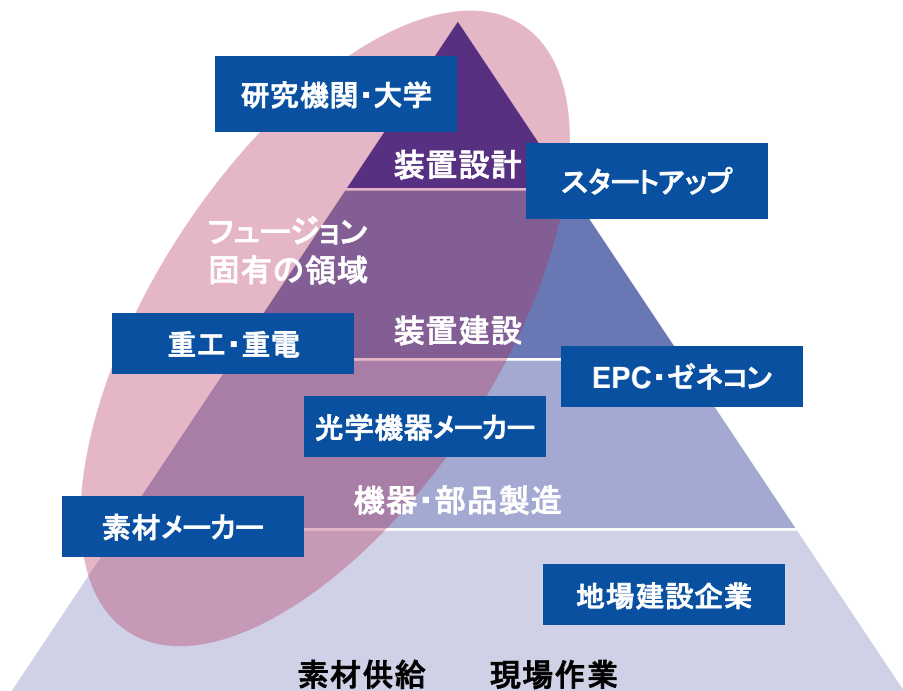 研究機関・大学
装置設計
スタートアップ
フュージョン
固有の領域
装置建設
重工・重電
EPC・ゼネコン
光学機器メーカー
機器・部品製造
素材メーカー
地場建設企業
素材供給 現場作業